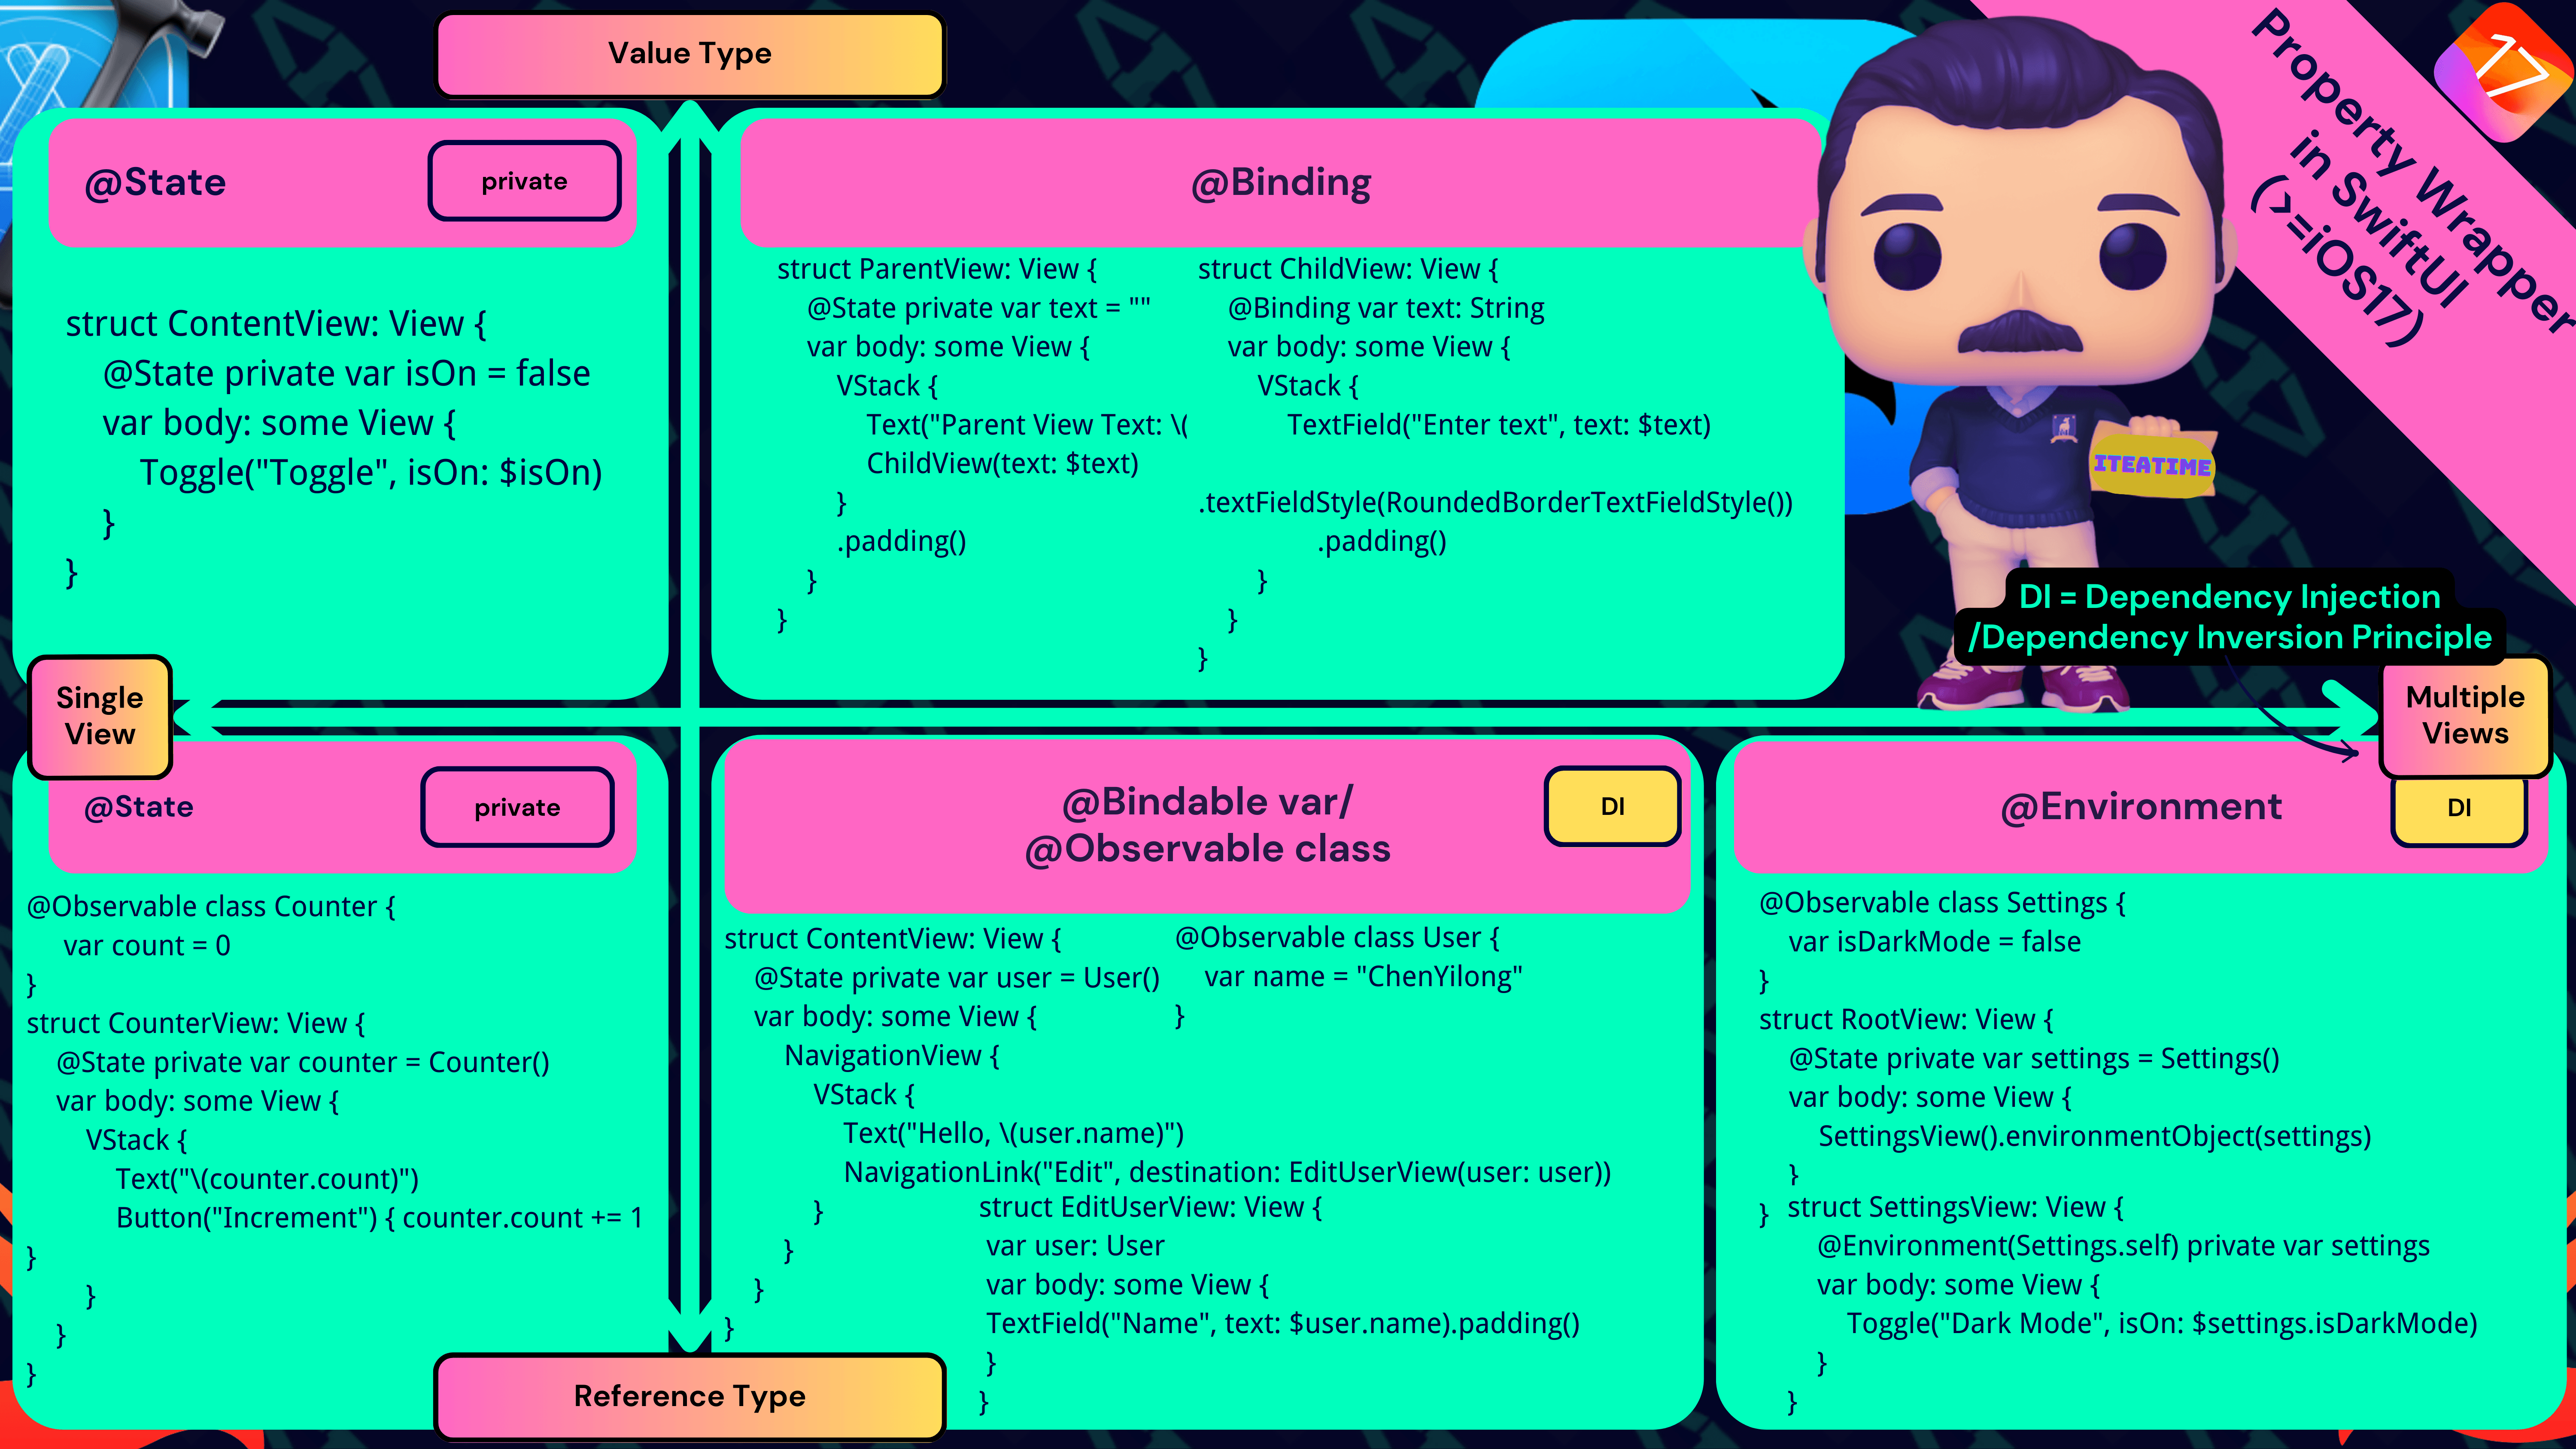 Value Type
Property Wrapper
in SwiftUI
(>=iOS17)
17
@State
private
struct ContentView: View {
@State private var isOn = false
var body: some View {
Toggle("Toggle", isOn: $isOn)
}
}
@Binding
struct ParentView: View {
@State private var text = ""
var body: some View {
VStack {
Text("Parent View Text: \(
ChildView(text: $text)
}
.padding()
}
}
struct ChildView: View {
@Binding var text: String
var body: some View {
VStack {
TextField("Enter text", text: $text)
.textFieldStyle(RoundedBorderTextFieldStyle())
.padding()
}
}
}
ITEATIME
DI = Dependency Injection
/Dependency Inversion Principle
Single
View
Multiple
Views
@State
private
@Observable class Counter {
var count = 0
}
struct CounterView: View {
@State private var counter = Counter()
var body: some View {
VStack {
Text("\(counter.count)")
Button("Increment") { counter.count += 1
}
}
}
}
@Bindable var/
@Observable class
DI
struct ContentView: View {
@State private var user = User()
var body: some View {
NavigationView {
VStack {
Text("Hello, \(user.name)")
NavigationLink("Edit", destination: EditUserView(user: user))
}
}
}
}
@Observable class User {
var name = "ChenYilong"
}
struct EditUserView: View {
var user: User
var body: some View {
TextField("Name", text: $user.name).padding()
}
}
@Environment
DI
@Observable class Settings {
var isDarkMode = false
}
struct RootView: View {
@State private var settings = Settings()
var body: some View {
SettingsView().environmentObject(settings)
}
}
struct SettingsView: View {
@Environment(Settings.self) private var settings
var body: some View {
Toggle("Dark Mode", isOn: $settings.isDarkMode)
}
}
Reference Type